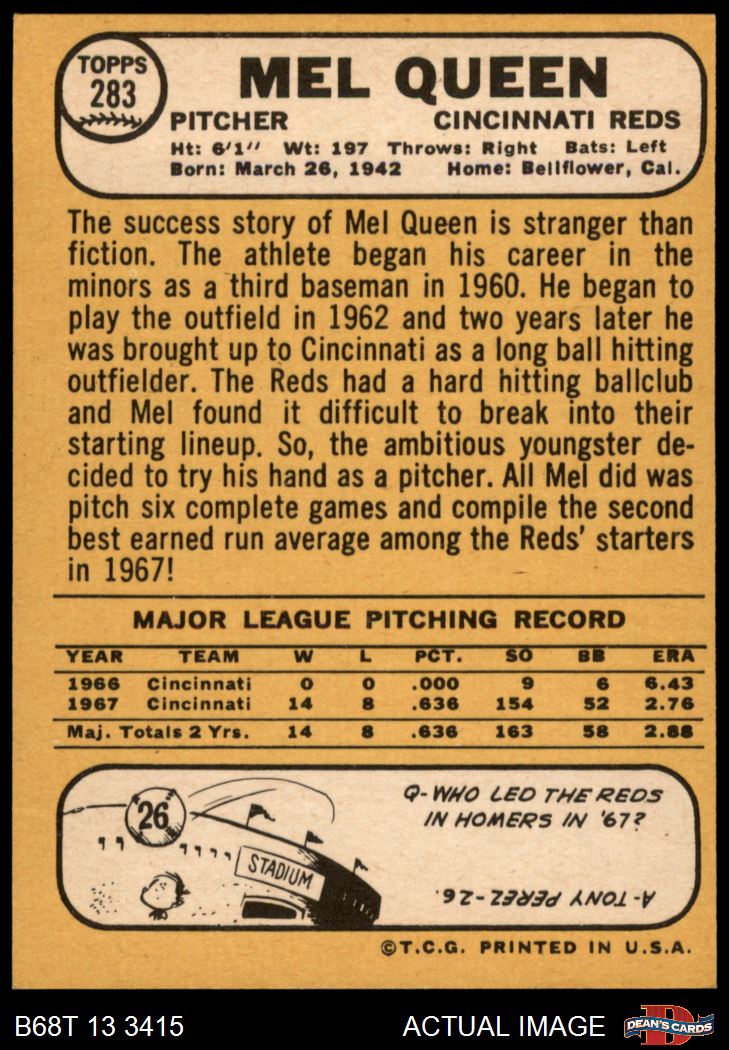 TOPPS
283
MEL QUEEN
PITCHER CINCINNATI REDS
Ht: 6'1" Wt: 197 Throws: Right Bats: Left
Born: March 26, 1942 Home: Bellflower, Cal.
The success story of Mel Queen is stranger than
fiction. The athlete began his career in the
minors as a third baseman in 1960. He began to
play the outfield in 1962 and two years later he
was brought up to Cincinnati as a long ball hitting
outfielder. The Reds had a hard hitting ballclub
and Mel found it difficult to break into their
starting lineup. So, the ambitious youngster de-
cided to try his hand as a pitcher. All Mel did was
pitch six complete games and compile the second
best earned run average among the Reds' starters
in 1967!
MAJOR LEAGUE PITCHING RECORD
YEAR TEAM W L PCT. SO BB ERA
1966 Cincinnati 0 0 .000 9 6 6.43
1967 Cincinnati 14 8 .636 154 52 2.76
Maj. Totals 2 Yrs. 14 8 .636 163 58 2.88
26
STADIUM
Q-WHO LED THE REDS
IN HOMERS IN '67?
A-TONY PEREZ-26.
©T.C.G. PRINTED IN U.S.A.
B68T 13 3415 ACTUAL IMAGE
D
DEAN'S CARDS